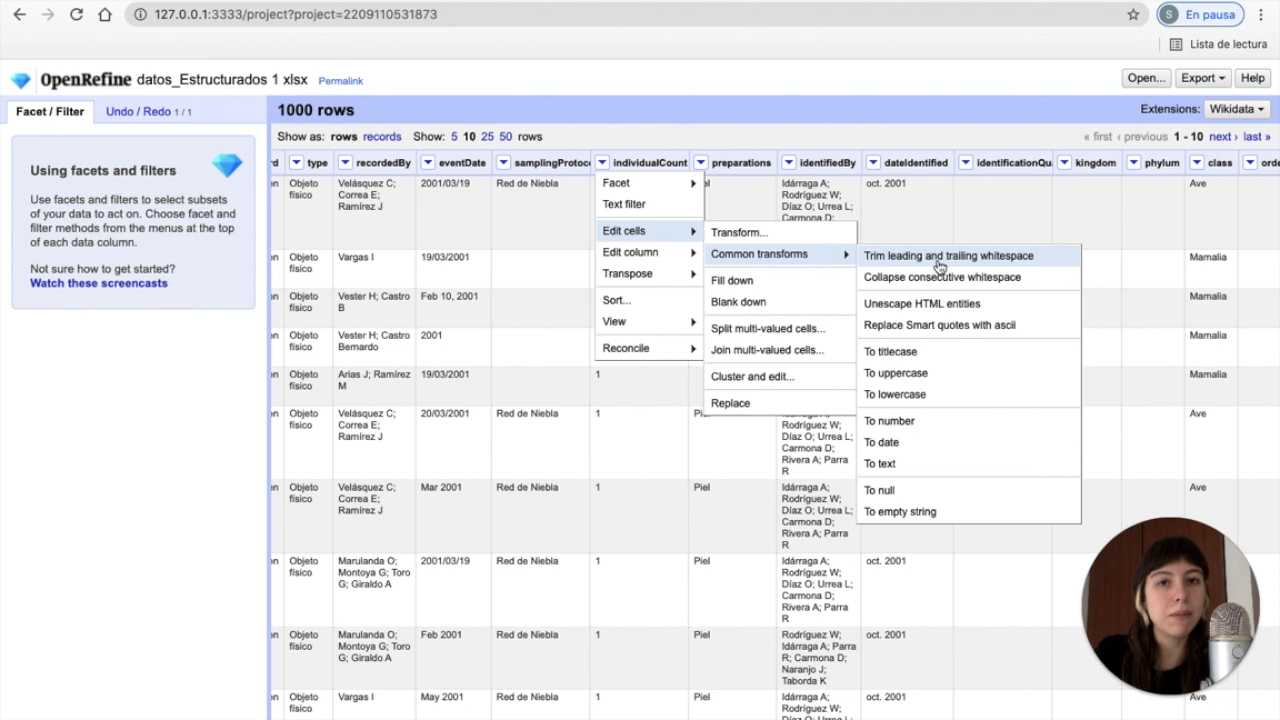 127.0.0.1:3333/project?project=2209110531873
S En pausa
Lista de lectura
OpenRefine datos_Estructurados 1 xlsx Permalink
Open... Export Help
Facet / Filter Undo / Redo 1 / 1
1000 rows
Extensions: Wikidata
Show as: rows records Show: 5 10 25 50 rows
« first ‹ previous 1 - 10 next › last »
Using facets and filters
Use facets and filters to select subsets
of your data to act on. Choose facet and
filter methods from the menus at the top
of each data column.
Not sure how to get started?
Watch these screencasts
type recordedBy eventDate samplingProtoc individualCount preparations identifiedBy dateIdentified identificationQua kingdom phylum class orde
Objeto
físico
Velásquez C;
Correa E;
Ramírez J
2001/03/19
Red de Niebla
Idárraga A;
Rodríguez W;
Díaz O; Urrea L;
Carmona D;
oct. 2001
Ave
Objeto
físico
Vargas I
19/03/2001
Mamalia
Objeto
físico
Vester H; Castro
B
Feb 10, 2001
Mamalia
Objeto
físico
Vester H; Castro
Bernardo
2001
Mamalia
Objeto
físico
Arias J; Ramírez
M
19/03/2001
1
Mamalia
Objeto
físico
Velásquez C;
Correa E;
Ramírez J
20/03/2001
Red de Niebla
1
Piel
Idárraga A;
Rodríguez W;
Díaz O; Urrea L;
Carmona D;
Rivera A; Parra
R
Ave
Objeto
físico
Velásquez C;
Correa E;
Ramírez J
Mar 2001
Red de Niebla
1
Piel
Idárraga A;
Rodríguez W;
Díaz O; Urrea L;
Carmona D;
Rivera A; Parra
R
oct. 2001
Ave
Objeto
físico
Marulanda O;
Montoya G; Toro
G; Giraldo A
2001/03/19
Red de Niebla
1
Piel
Idárraga A;
Rodríguez W;
Díaz O; Urrea L;
Carmona D;
Rivera A; Parra
R
oct. 2001
Objeto
físico
Marulanda O;
Montoya G; Toro
G; Giraldo A
Feb 2001
Red de Niebla
1
Piel
Rodríguez W;
Idárraga A; Parra
R; Carmona D;
Naranjo J;
Taborda K
oct. 2001
Objeto
físico
Vargas I
May 2001
Red de Niebla
1
Piel
Idárraga A;
Rodríguez W;
Díaz O; Urrea L;
oct. 2001
Ave
Facet
Text filter
Edit cells
Edit column
Transpose
Sort...
View
Reconcile
Transform...
Common transforms
Fill down
Blank down
Split multi-valued cells...
Join multi-valued cells...
Cluster and edit...
Replace
Trim leading and trailing whitespace
Collapse consecutive whitespace
Unescape HTML entities
Replace Smart quotes with ascii
To titlecase
To uppercase
To lowercase
To number
To date
To text
To null
To empty string